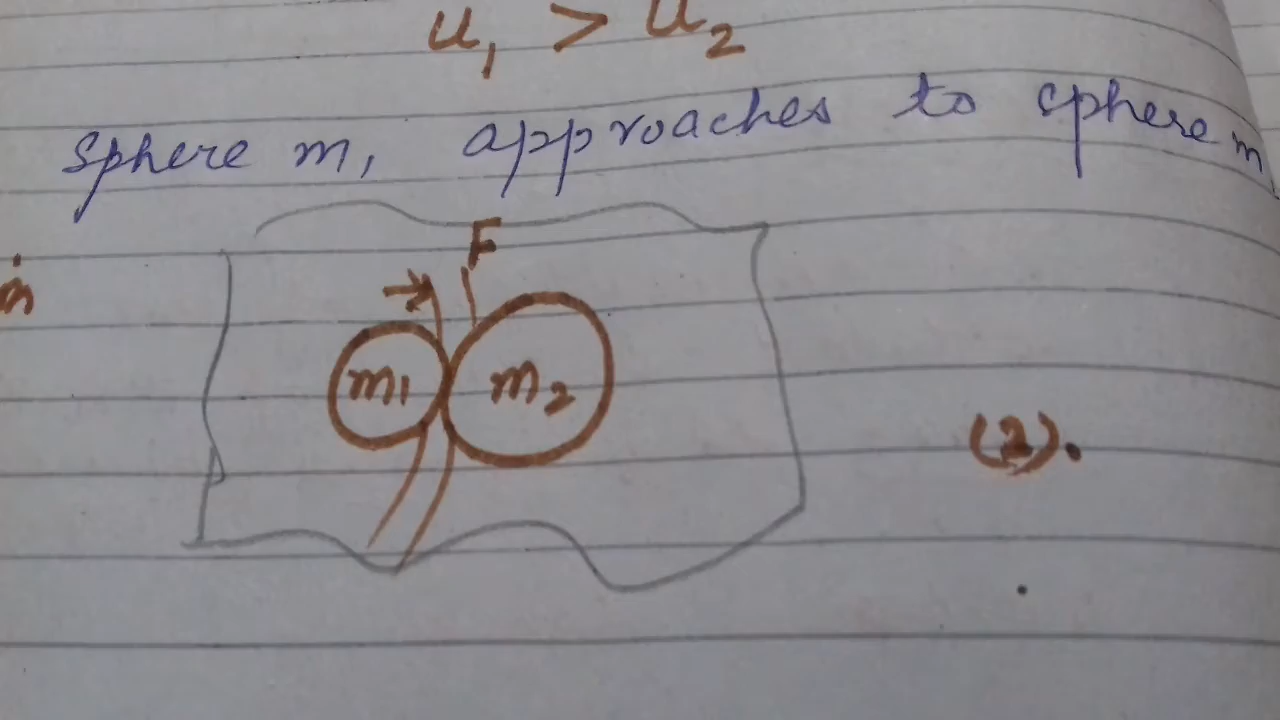 u₁ > u₂
sphere m₁ approaches to sphere m
F
m₁ m₂
(2).